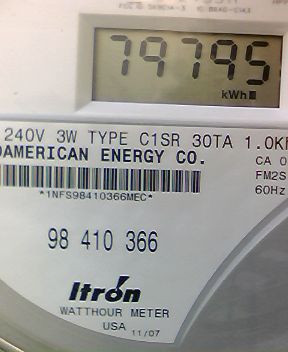 79795
kWh
240V 3W TYPE C1SR 30TA 1.0K
AMERICAN ENERGY CO.
CA 0
FM2S
60Hz
*1NFS98410366MEC*
98 410 366
Itron
WATTHOUR METER
USA 11/07